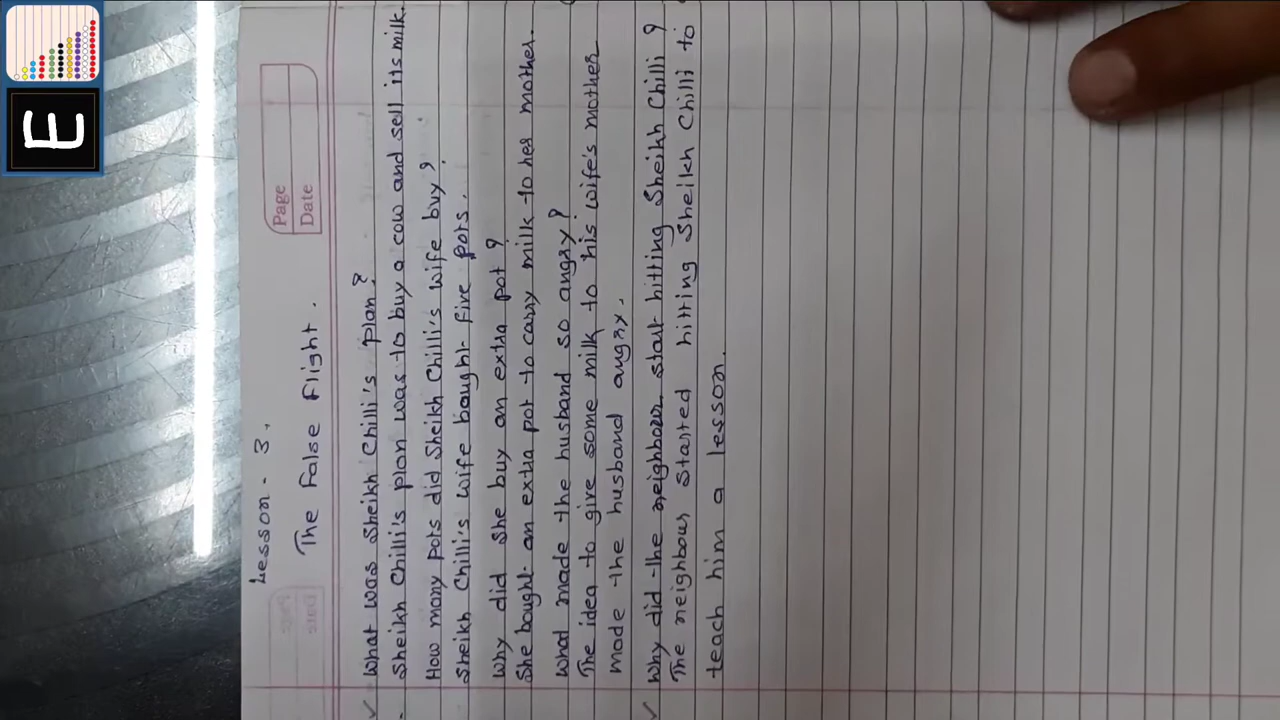 E
Page
Date
Lesson - 3.
The False Flight.
What was Sheikh Chilli's plan?
Sheikh Chilli's plan was to buy a cow and sell its milk.
How many pots did Sheikh Chilli's wife buy?
Sheikh Chilli's wife bought five pots.
Why did she buy an extra pot?
She bought an extra pot to carry milk to her mother.
What made the husband so angry?
The idea to give some milk to his wife's mother
made the husband angry.
Why did the neighbour start hitting Sheikh Chilli?
The neighbour started hitting Sheikh Chilli to
teach him a lesson.